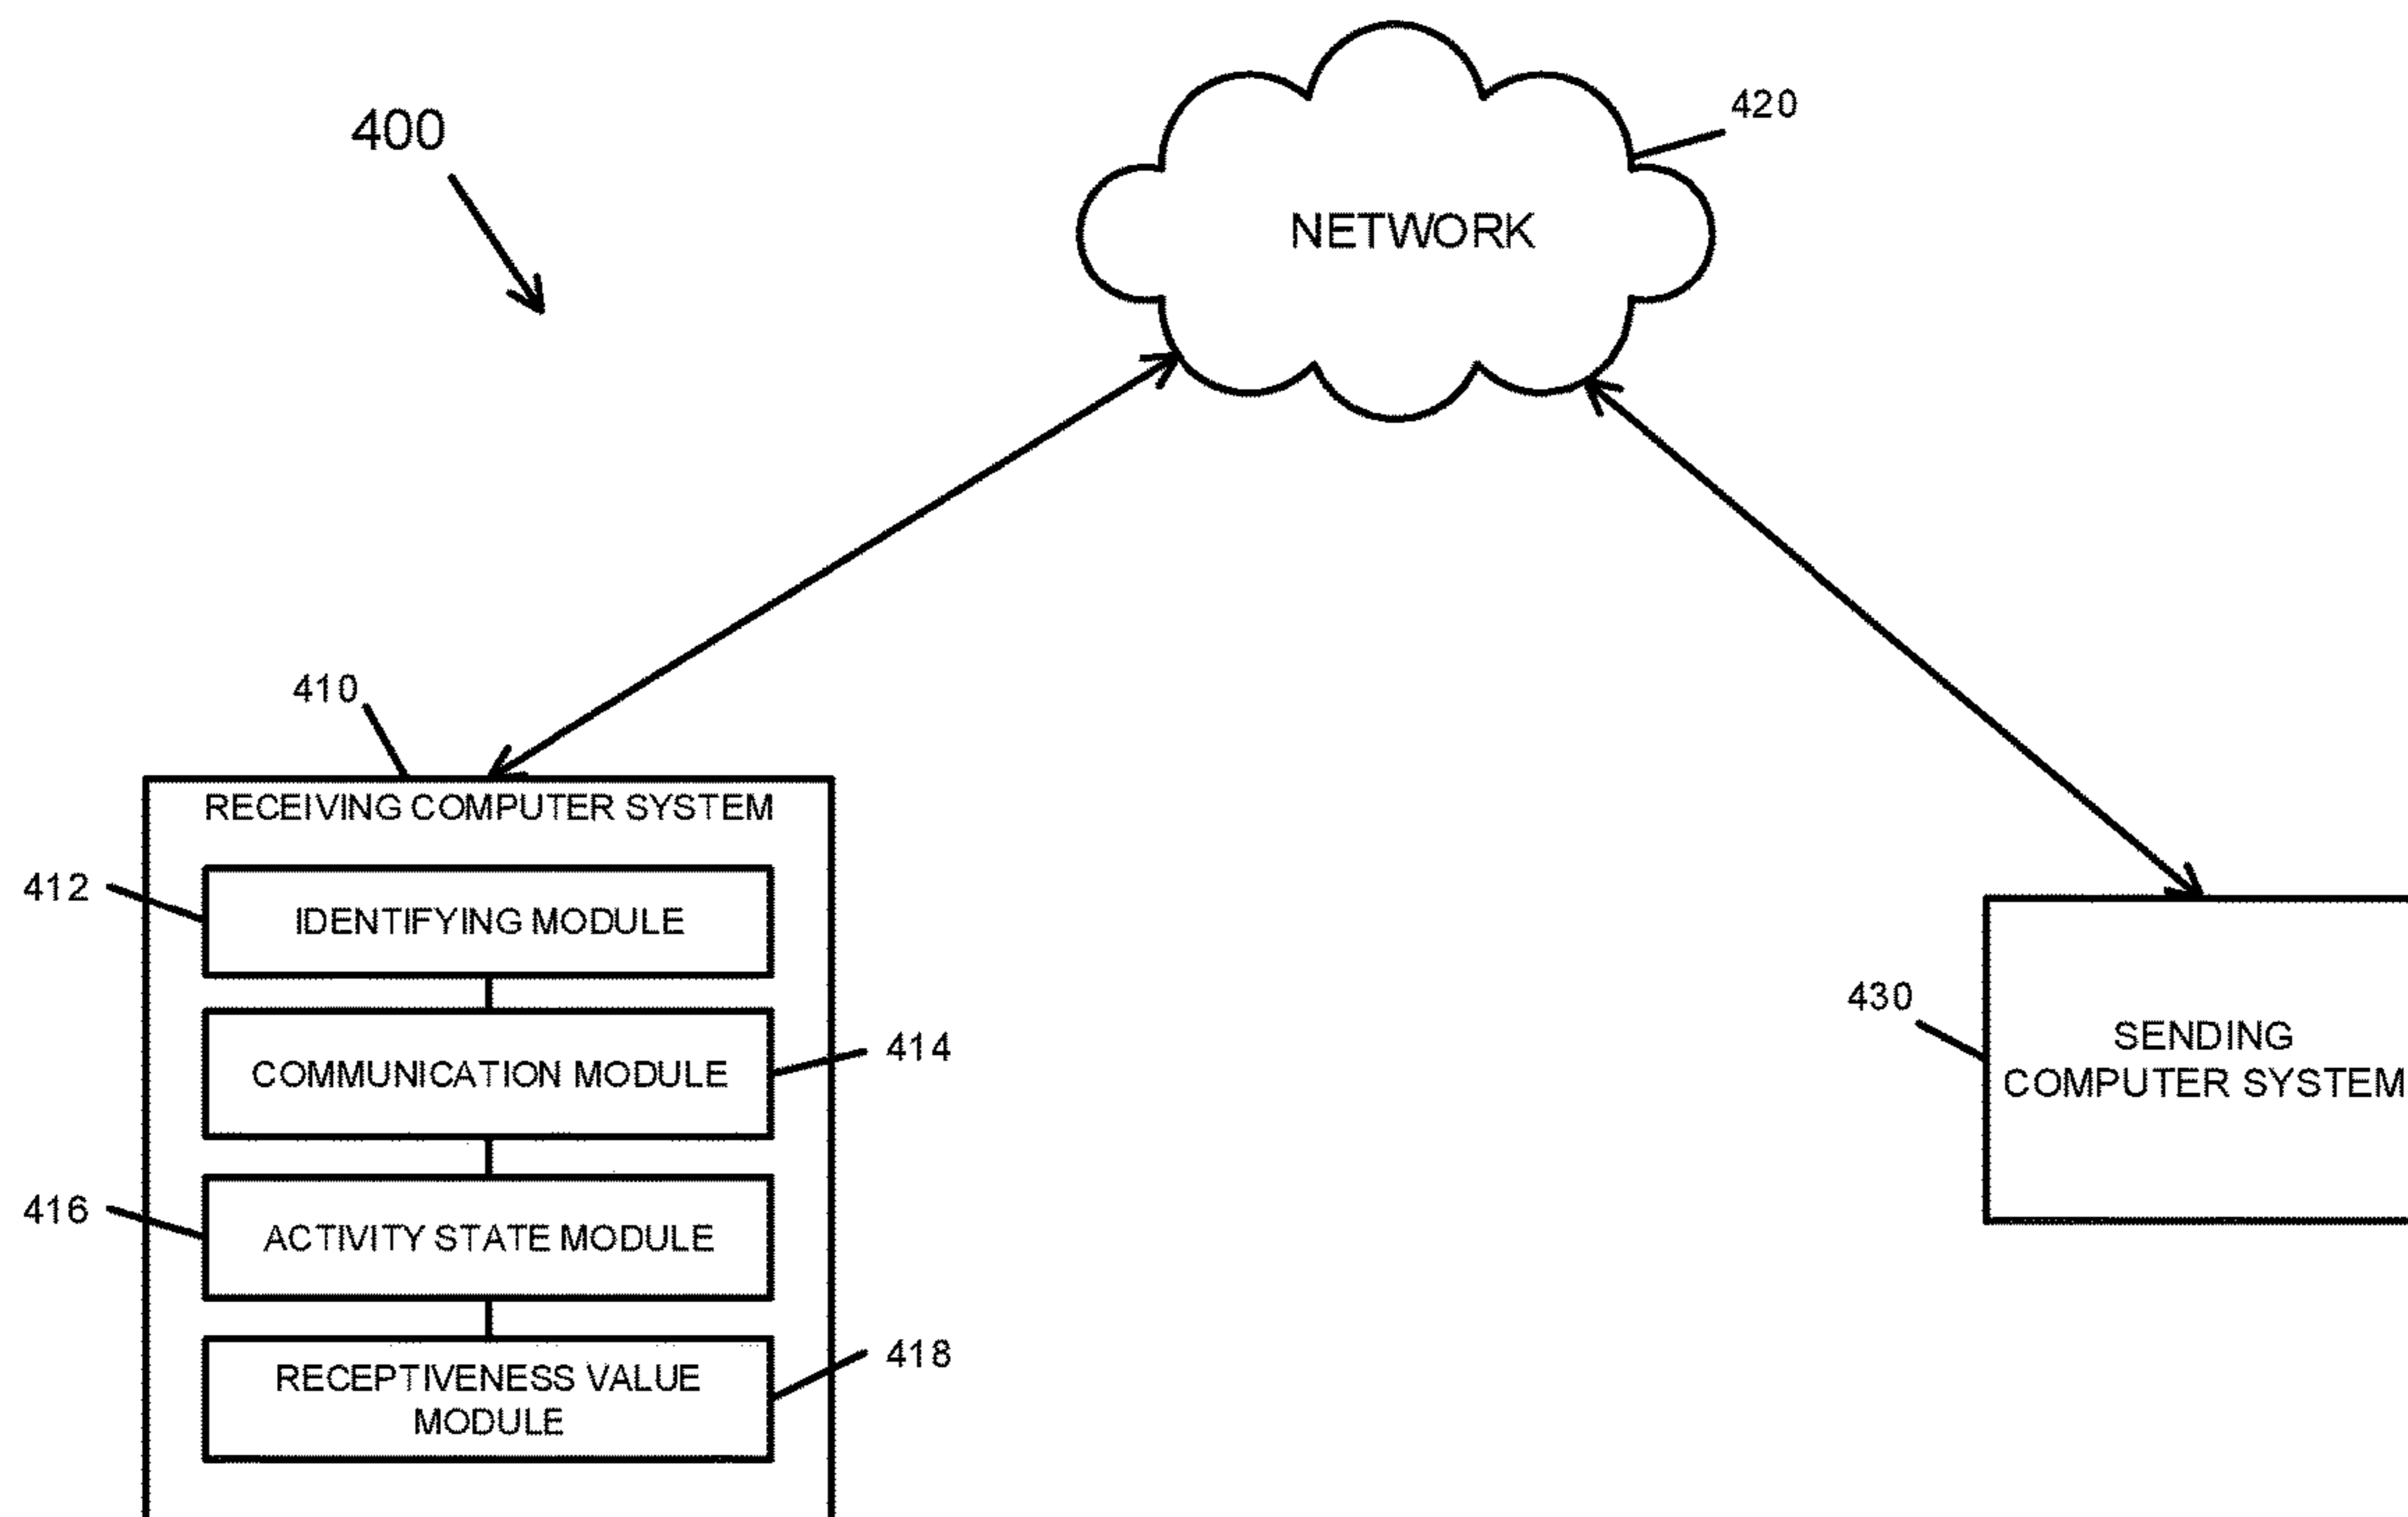 400
420
NETWORK
410
RECEIVING COMPUTER SYSTEM
412
IDENTIFYING MODULE
COMMUNICATION MODULE
414
416
ACTIVITY STATE MODULE
RECEPTIVENESS VALUE
MODULE
418
430
SENDING
COMPUTER SYSTEM